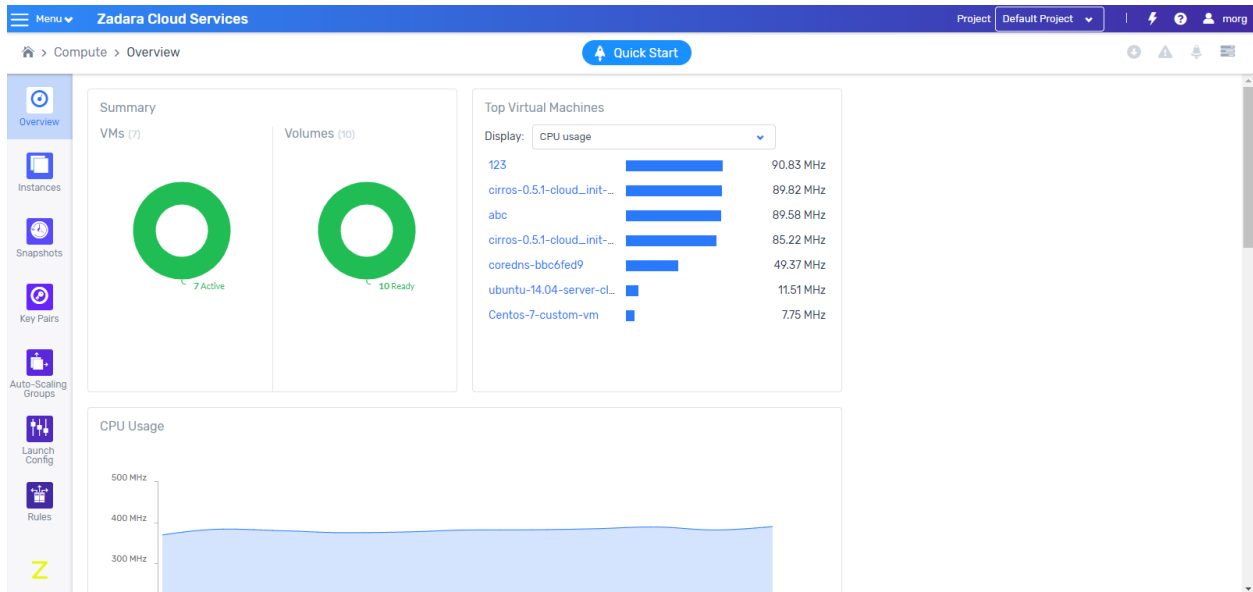 Menu Zadara Cloud Services Project Default Project morg
> Compute > Overview Quick Start
Overview
Instances
Snapshots
Key Pairs
Auto-Scaling
Groups
Launch
Config
Rules
Z
Summary
VMs (7)
Volumes (10)
7 Active
10 Ready
Top Virtual Machines
Display: CPU usage
123 90.83 MHz
cirros-0.5.1-cloud_init-... 89.82 MHz
abc 89.58 MHz
cirros-0.5.1-cloud_init-... 85.22 MHz
coredns-bbc6fed9 49.37 MHz
ubuntu-14.04-server-cl... 11.51 MHz
Centos-7-custom-vm 7.75 MHz
CPU Usage
500 MHz
400 MHz
300 MHz